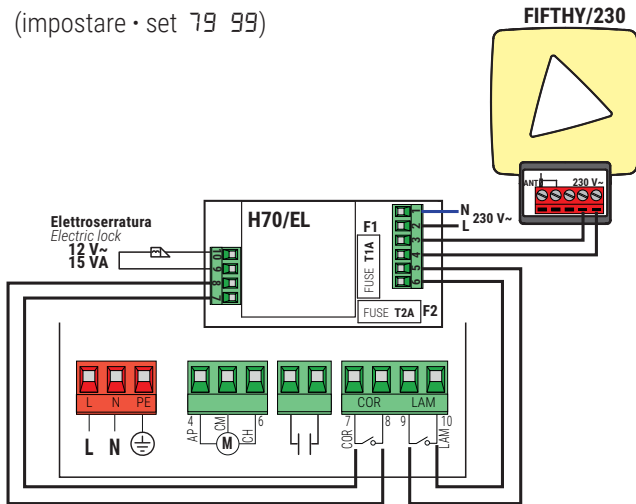 (impostare • set 79 99)
FIFTHY/230
ANT
230 V~
H70/EL
F1
FUSE T1A
FUSE T2A
F2
1
2
3
4
5
6
N
L
230 V~
Elettroserratura
Electric lock
12 V~
15 VA
10
9
8
7
L N PE
L N
4
AP
CM
M
CH
6
COR LAM
7
COR
8
9
10
LAM